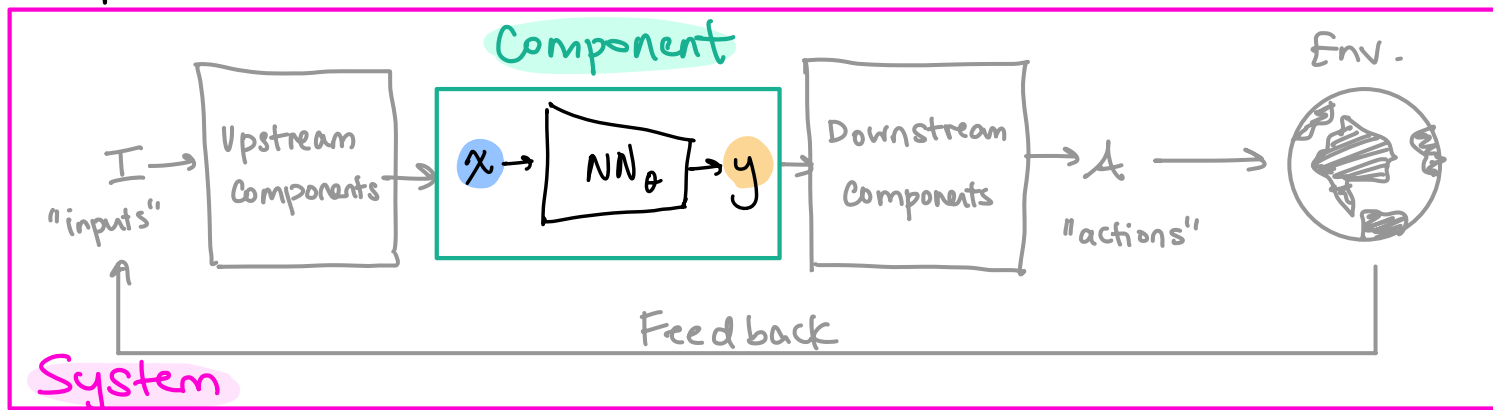 Component
Env.
Upstream
Components
I
"inputs"
x
NNθ
y
Downstream
Components
A
"actions"
Feedback
System